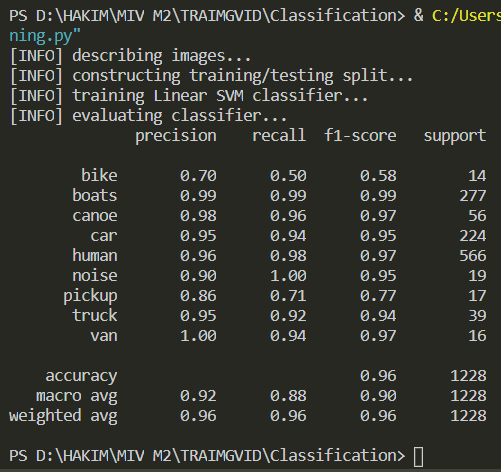 PS D:\HAKIM\MIV M2\TRAIMGVID\Classification> & C:/Users
ning.py"
[INFO] describing images...
[INFO] constructing training/testing split...
[INFO] training Linear SVM classifier...
[INFO] evaluating classifier...
precision recall f1-score support
bike 0.70 0.50 0.58 14
boats 0.99 0.99 0.99 277
canoe 0.98 0.96 0.97 56
car 0.95 0.94 0.95 224
human 0.96 0.98 0.97 566
noise 0.90 1.00 0.95 19
pickup 0.86 0.71 0.77 17
truck 0.95 0.92 0.94 39
van 1.00 0.94 0.97 16
accuracy 0.96 1228
macro avg 0.92 0.88 0.90 1228
weighted avg 0.96 0.96 0.96 1228
PS D:\HAKIM\MIV M2\TRAIMGVID\Classification>